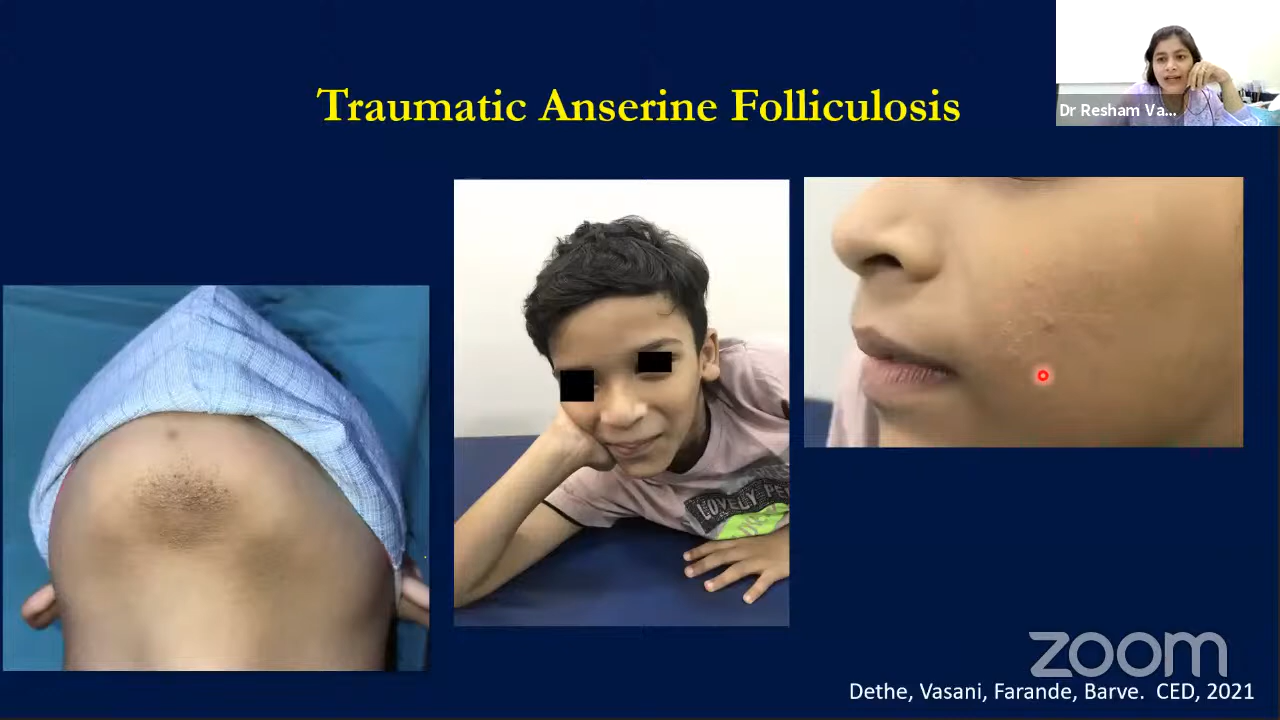 Traumatic Anserine Folliculosis
Dr Resham Va...
LOVELY
zoom
Dethe, Vasani, Farande, Barve. CED, 2021